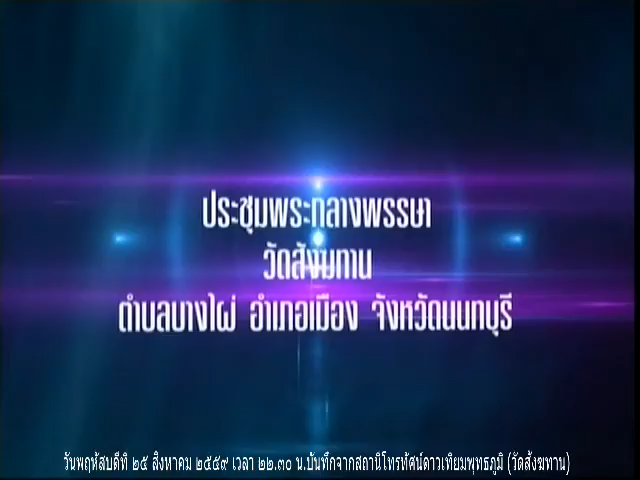 ประชุมพระกลางพรรษา
วัดสังฆทาน
ตำบลบางไผ่ อำเภอเมือง จังหวัดนนทบุรี
วันพฤหัสบดีที่ ๒๕ สิงหาคม ๒๕๕๙ เวลา ๒๒.๓๐ น.บันทึกจากสถานีโทรทัศน์ดาวเทียมพุทธภูมิ (วัดสังฆทาน)